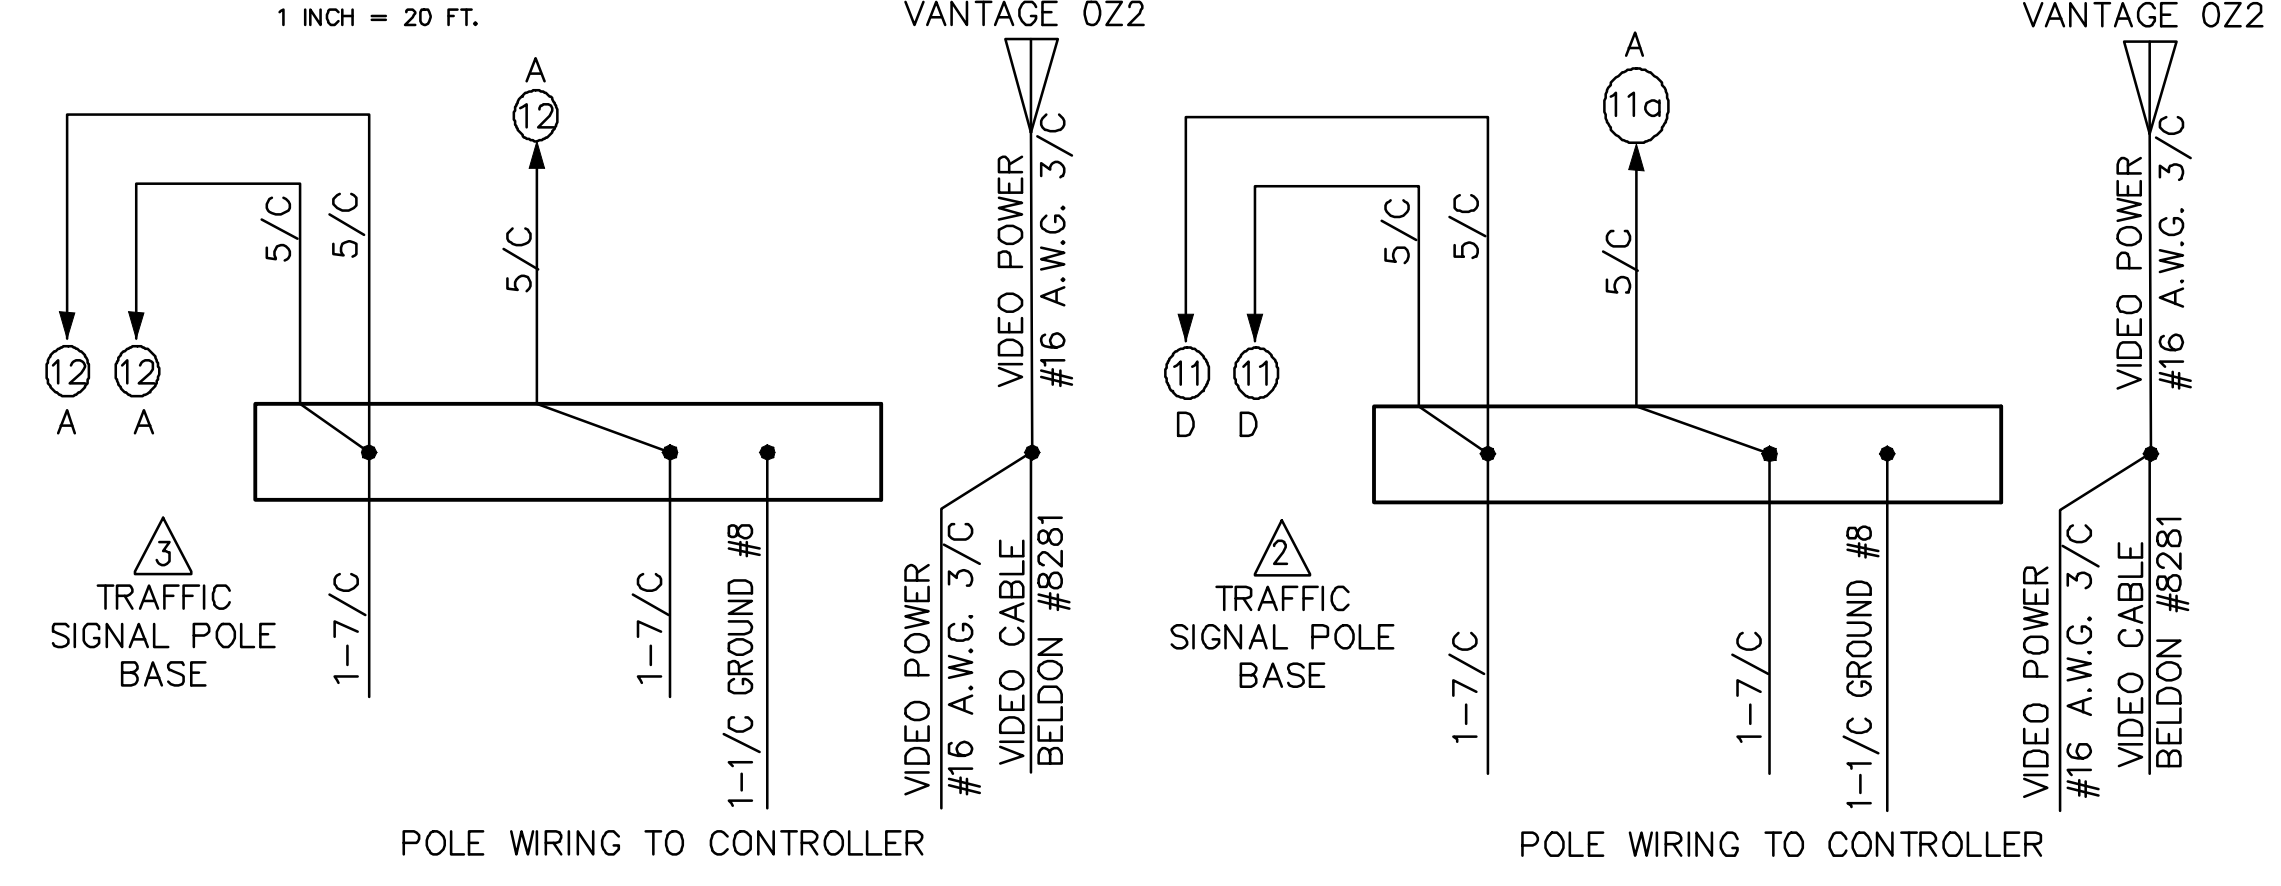 1 INCH = 20 FT.
VANTAGE 0Z2
A
12
5/C
5/C
5/C
12
12
A
A
VIDEO POWER
#16 A.W.G. 3/C
3
TRAFFIC
SIGNAL POLE
BASE
1-7/C
1-7/C
1-1/C GROUND #8
VIDEO POWER
#16 A.W.G. 3/C
VIDEO CABLE
BELDON #8281
POLE WIRING TO CONTROLLER
VANTAGE 0Z2
A
11a
5/C
5/C
5/C
11
11
D
D
VIDEO POWER
#16 A.W.G. 3/C
2
TRAFFIC
SIGNAL POLE
BASE
1-7/C
1-7/C
1-1/C GROUND #8
VIDEO POWER
#16 A.W.G. 3/C
VIDEO CABLE
BELDON #8281
POLE WIRING TO CONTROLLER